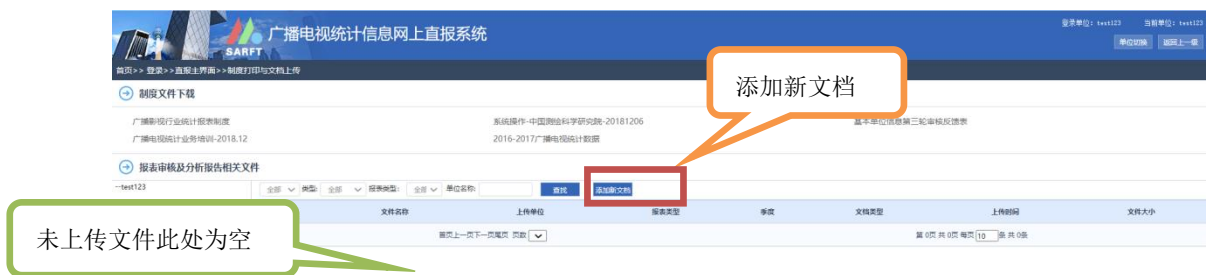 登录单位：test123 当前单位：test123
广播电视统计信息网上直报系统
SARFT
单位切换 返回上一级
首页>> 登录>>直报主界面>>制度打印与文档上传
添加新文档
制度文件下载
广播影视行业统计报表制度 系统操作-中国测绘科学研究院-20181206 基本单位信息第三轮审核反馈表
广播电视统计业务培训-2018.12 2016-2017广播电视统计数据
报表审核及分析报告相关文件
--test123 全部 类型: 全部 报表类型: 全部 单位名称: 查找 添加新文档
文件名称 上传单位 报表类型 季度 文档类型 上传时间 文件大小
未上传文件此处为空
首页上一页下一页尾页 页数 第 0页 共 0页 每页 10 条 共 0条